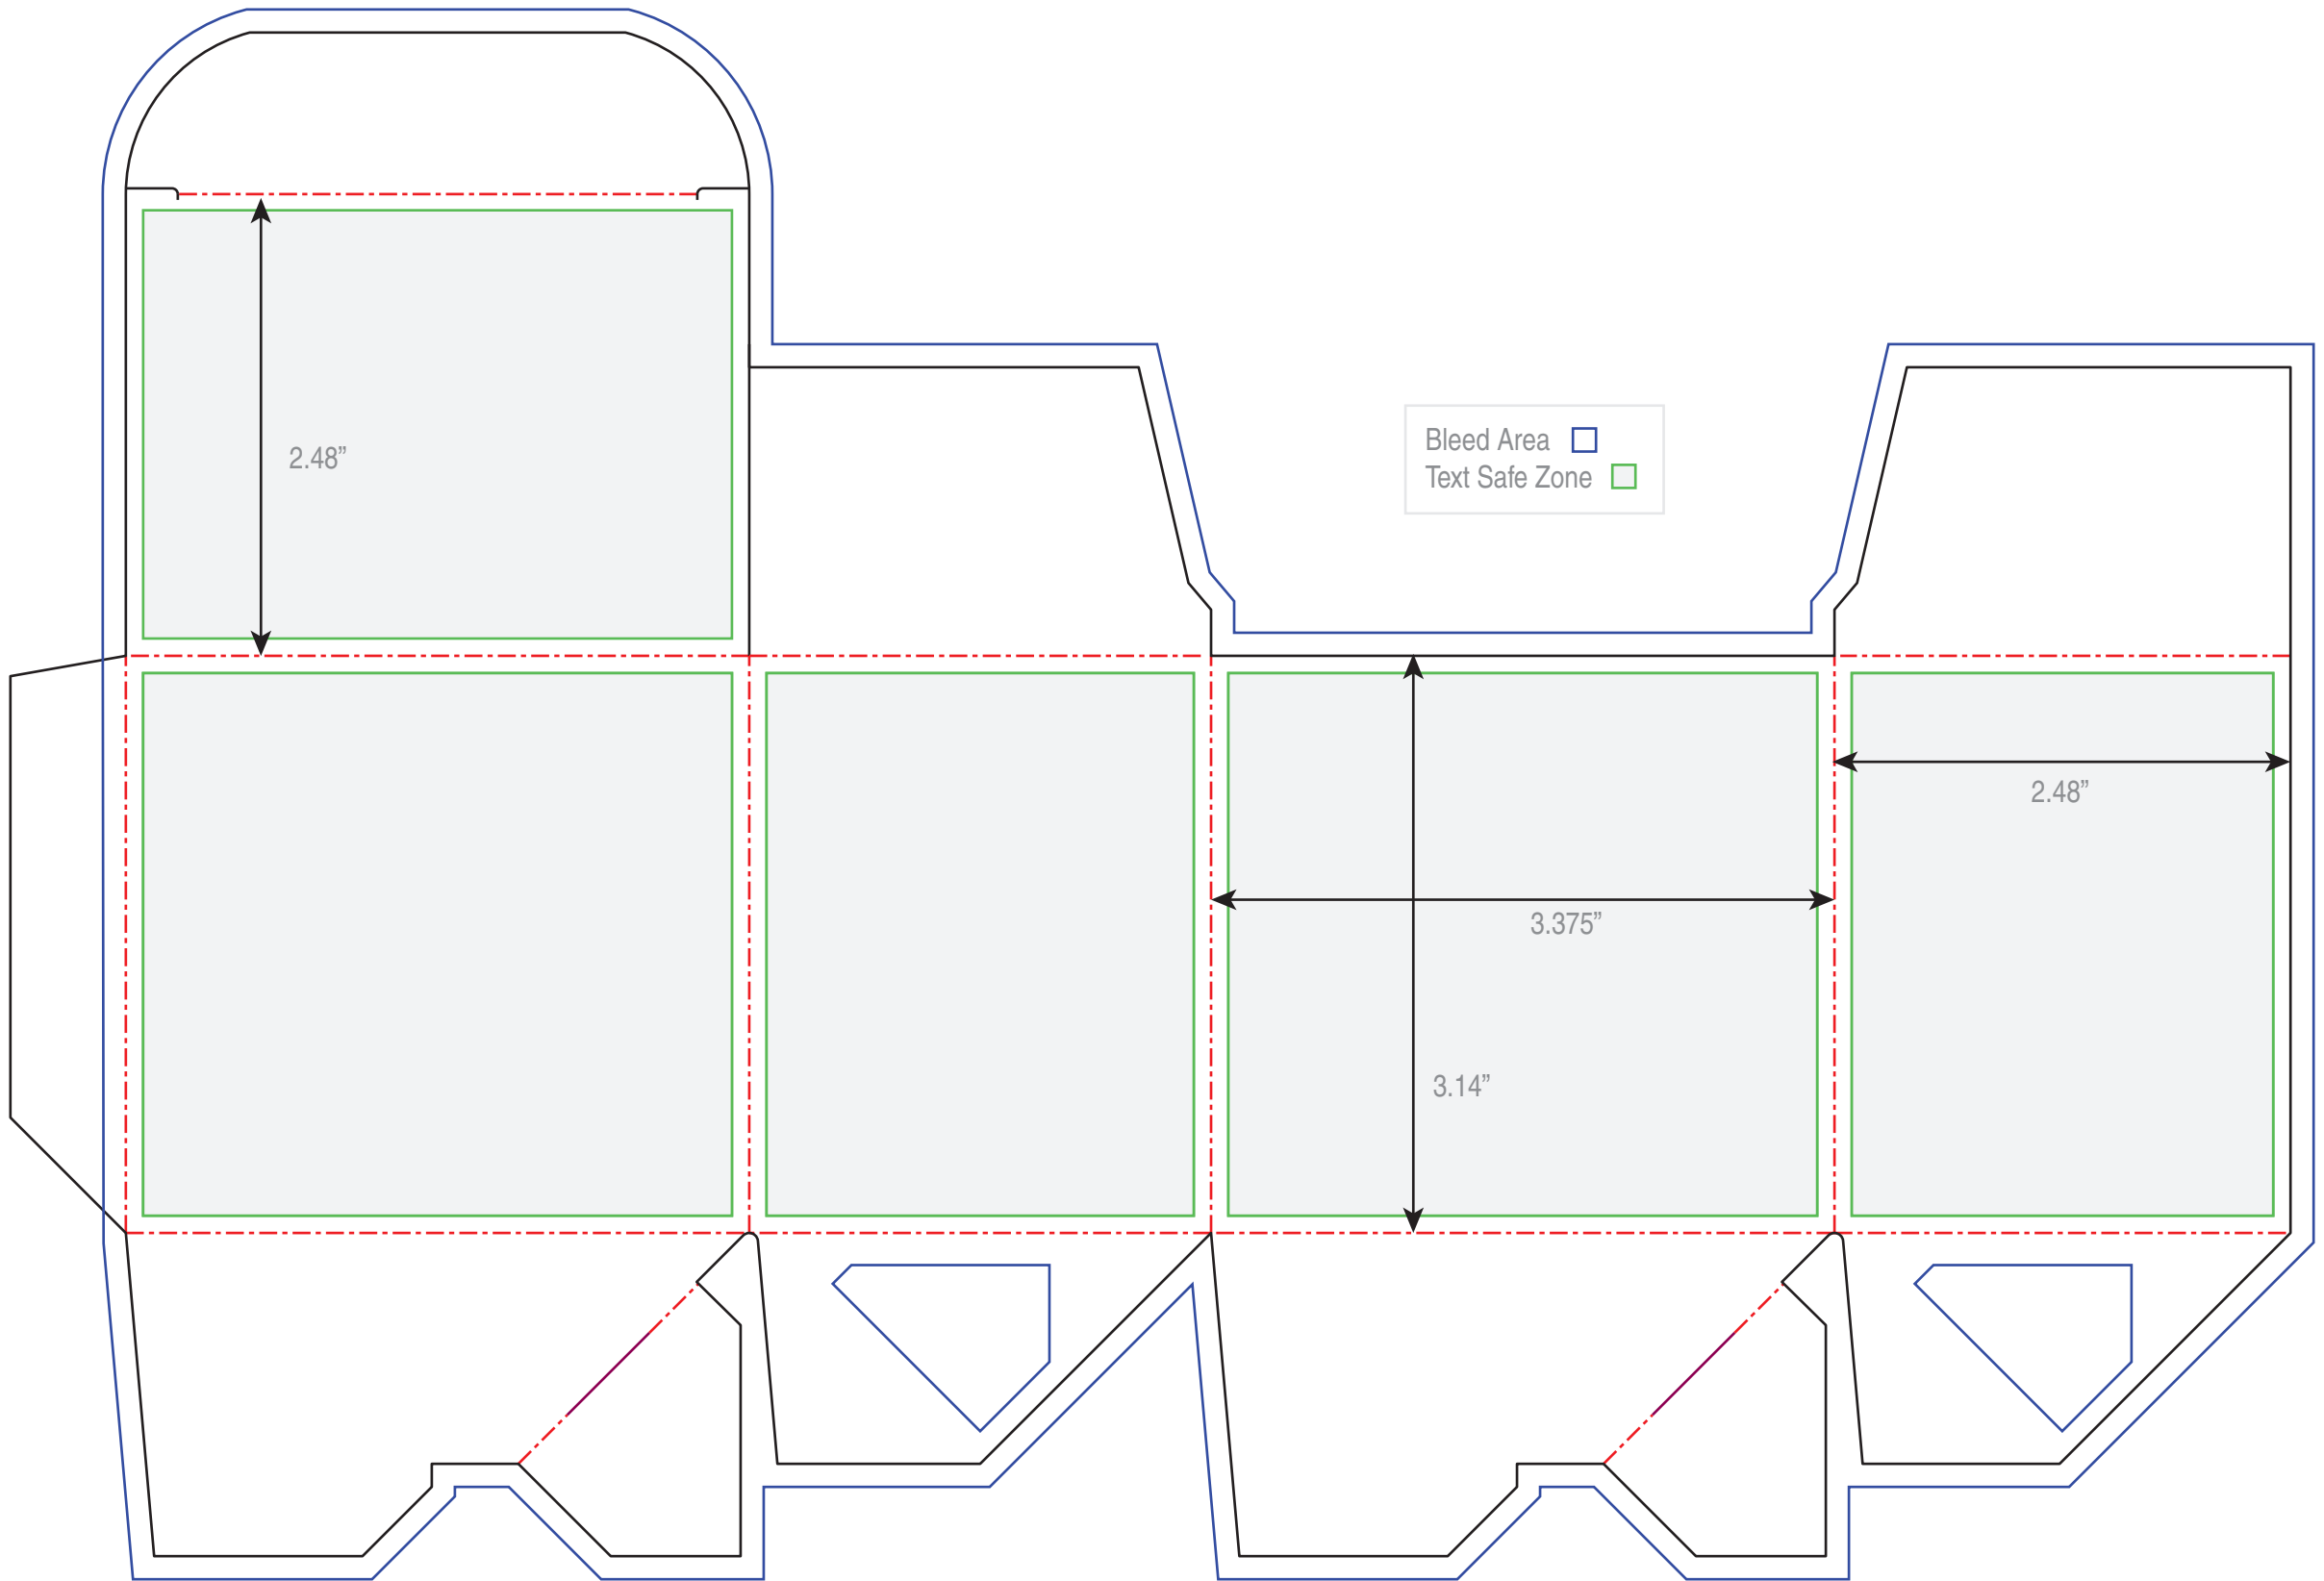 Bleed Area
Text Safe Zone
2.48”
2.48”
3.375”
3.14”